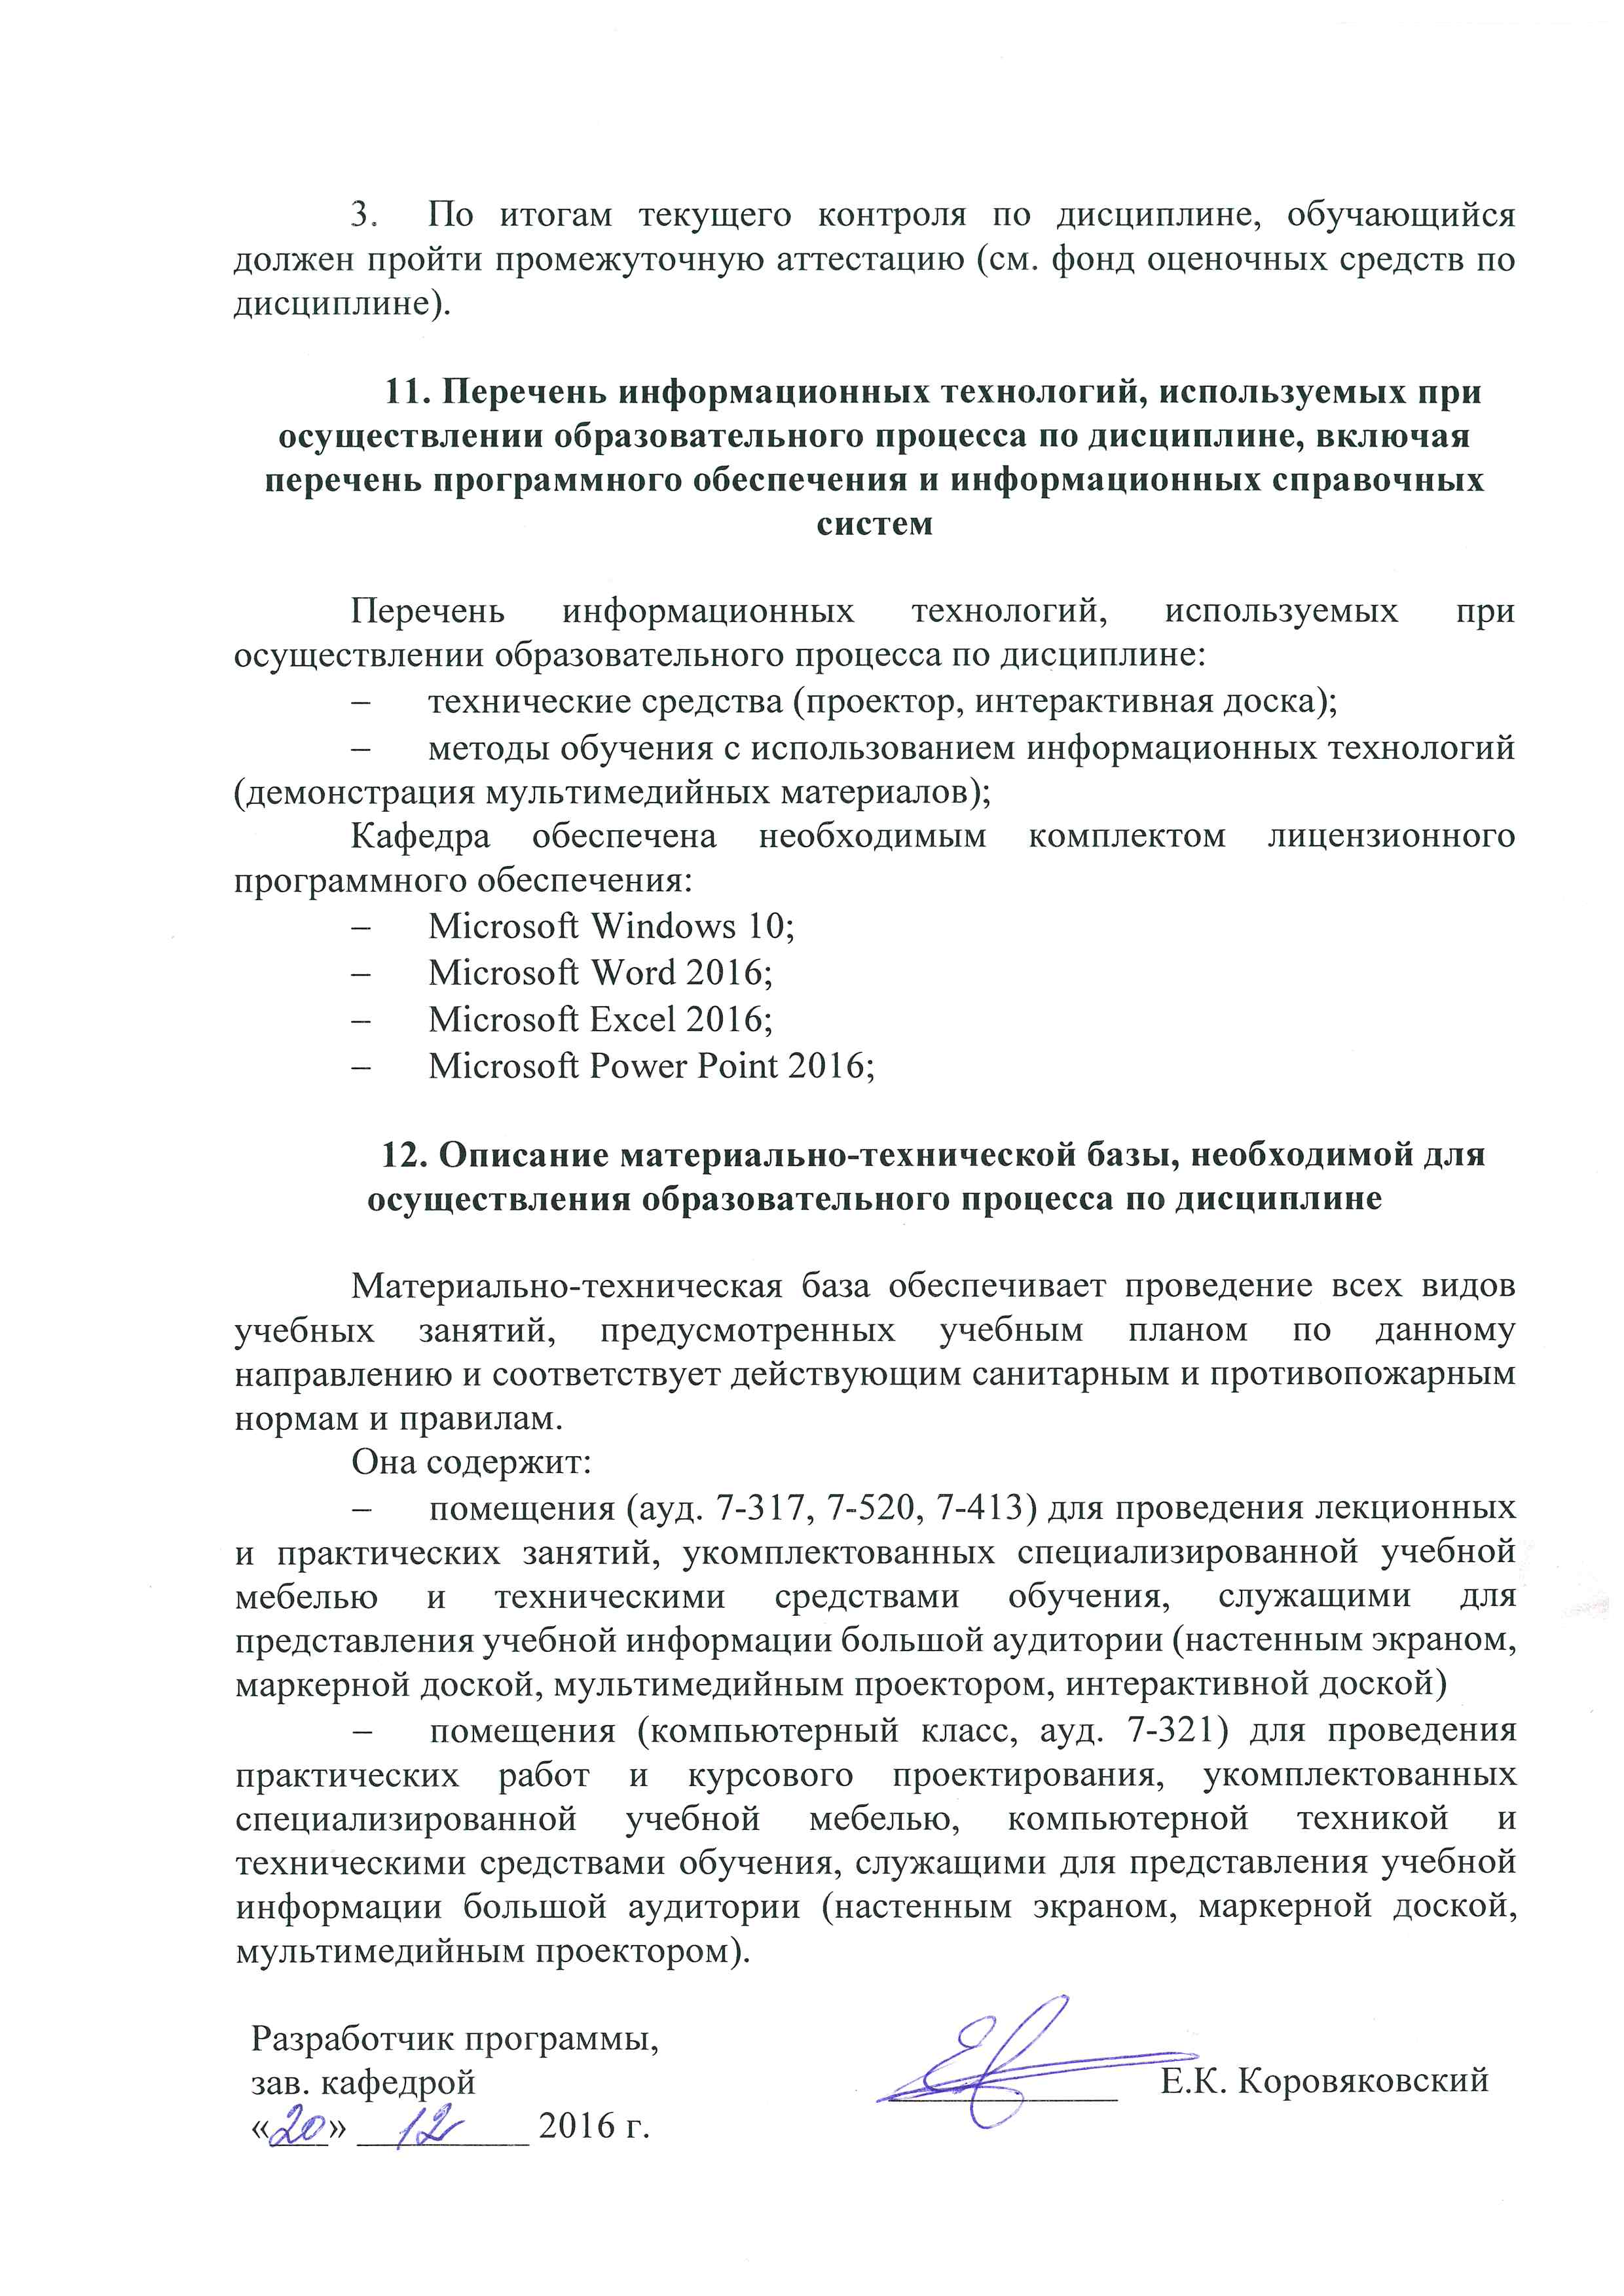 3. По итогам текущего контроля по дисциплине, обучающийся
должен пройти промежуточную аттестацию (см. фонд оценочных средств по
дисциплине).
11. Перечень информационных технологий, используемых при
осуществлении образовательного процесса по дисциплине, включая
перечень программного обеспечения и информационных справочных
систем
Перечень информационных технологий, используемых при
осуществлении образовательного процесса по дисциплине:
– технические средства (проектор, интерактивная доска);
– методы обучения с использованием информационных технологий
(демонстрация мультимедийных материалов);
Кафедра обеспечена необходимым комплектом лицензионного
программного обеспечения:
– Microsoft Windows 10;
– Microsoft Word 2016;
– Microsoft Excel 2016;
– Microsoft Power Point 2016;
12. Описание материально-технической базы, необходимой для
осуществления образовательного процесса по дисциплине
Материально-техническая база обеспечивает проведение всех видов
учебных занятий, предусмотренных учебным планом по данному
направлению и соответствует действующим санитарным и противопожарным
нормам и правилам.
Она содержит:
– помещения (ауд. 7-317, 7-520, 7-413) для проведения лекционных
и практических занятий, укомплектованных специализированной учебной
мебелью и техническими средствами обучения, служащими для
представления учебной информации большой аудитории (настенным экраном,
маркерной доской, мультимедийным проектором, интерактивной доской)
– помещения (компьютерный класс, ауд. 7-321) для проведения
практических работ и курсового проектирования, укомплектованных
специализированной учебной мебелью, компьютерной техникой и
техническими средствами обучения, служащими для представления учебной
информации большой аудитории (настенным экраном, маркерной доской,
мультимедийным проектором).
Разработчик программы,
зав. кафедрой ____________ Е.К. Коровяковский
«20» 12 2016 г.